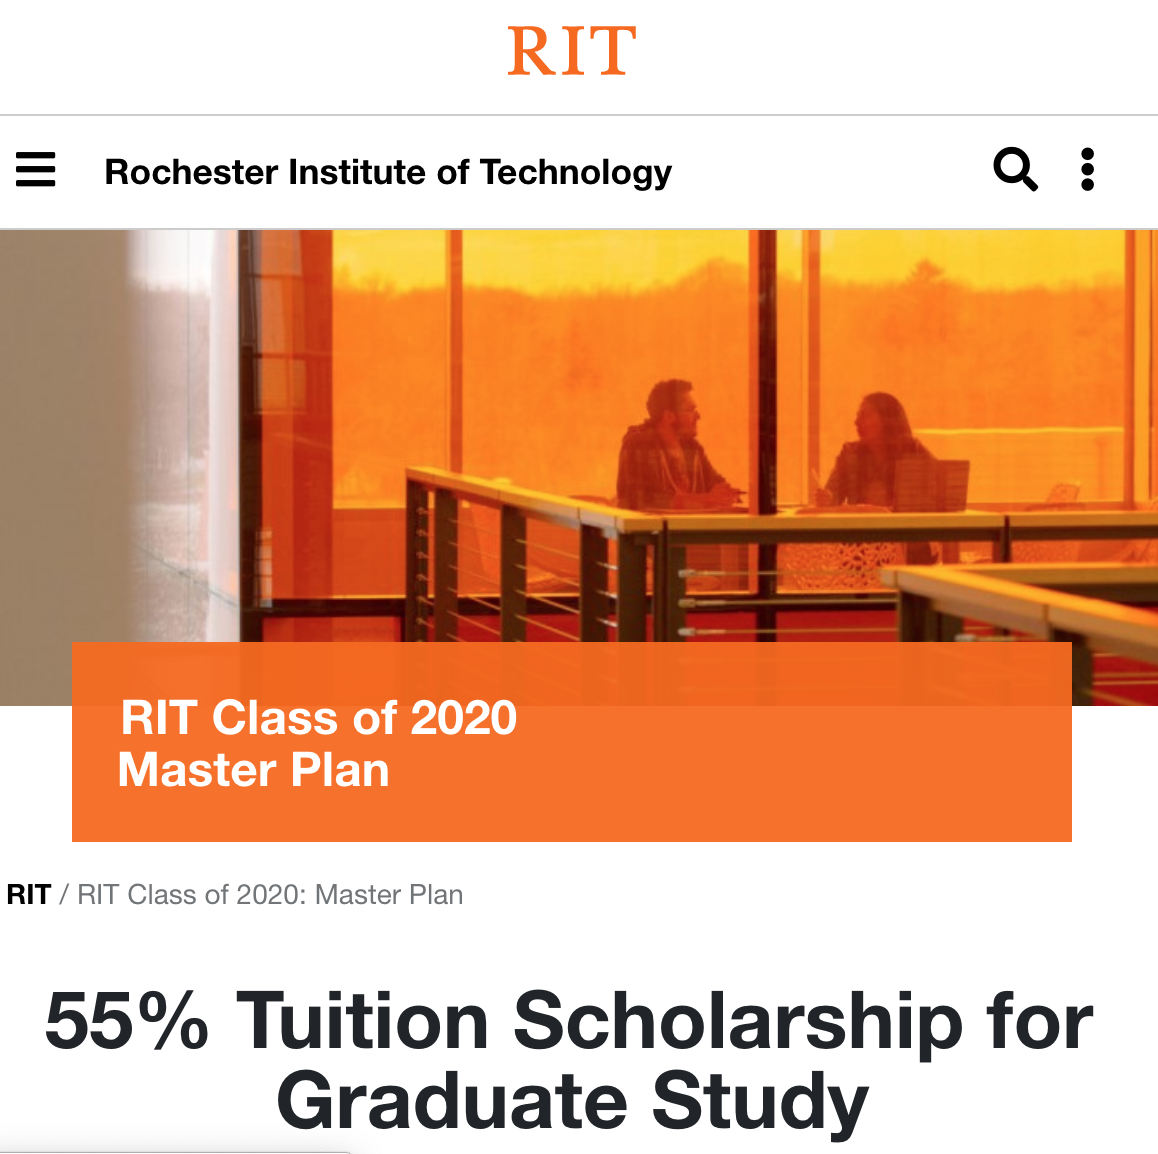 RIT
Rochester Institute of Technology
RIT Class of 2020
Master Plan
RIT / RIT Class of 2020: Master Plan
55% Tuition Scholarship for
Graduate Study